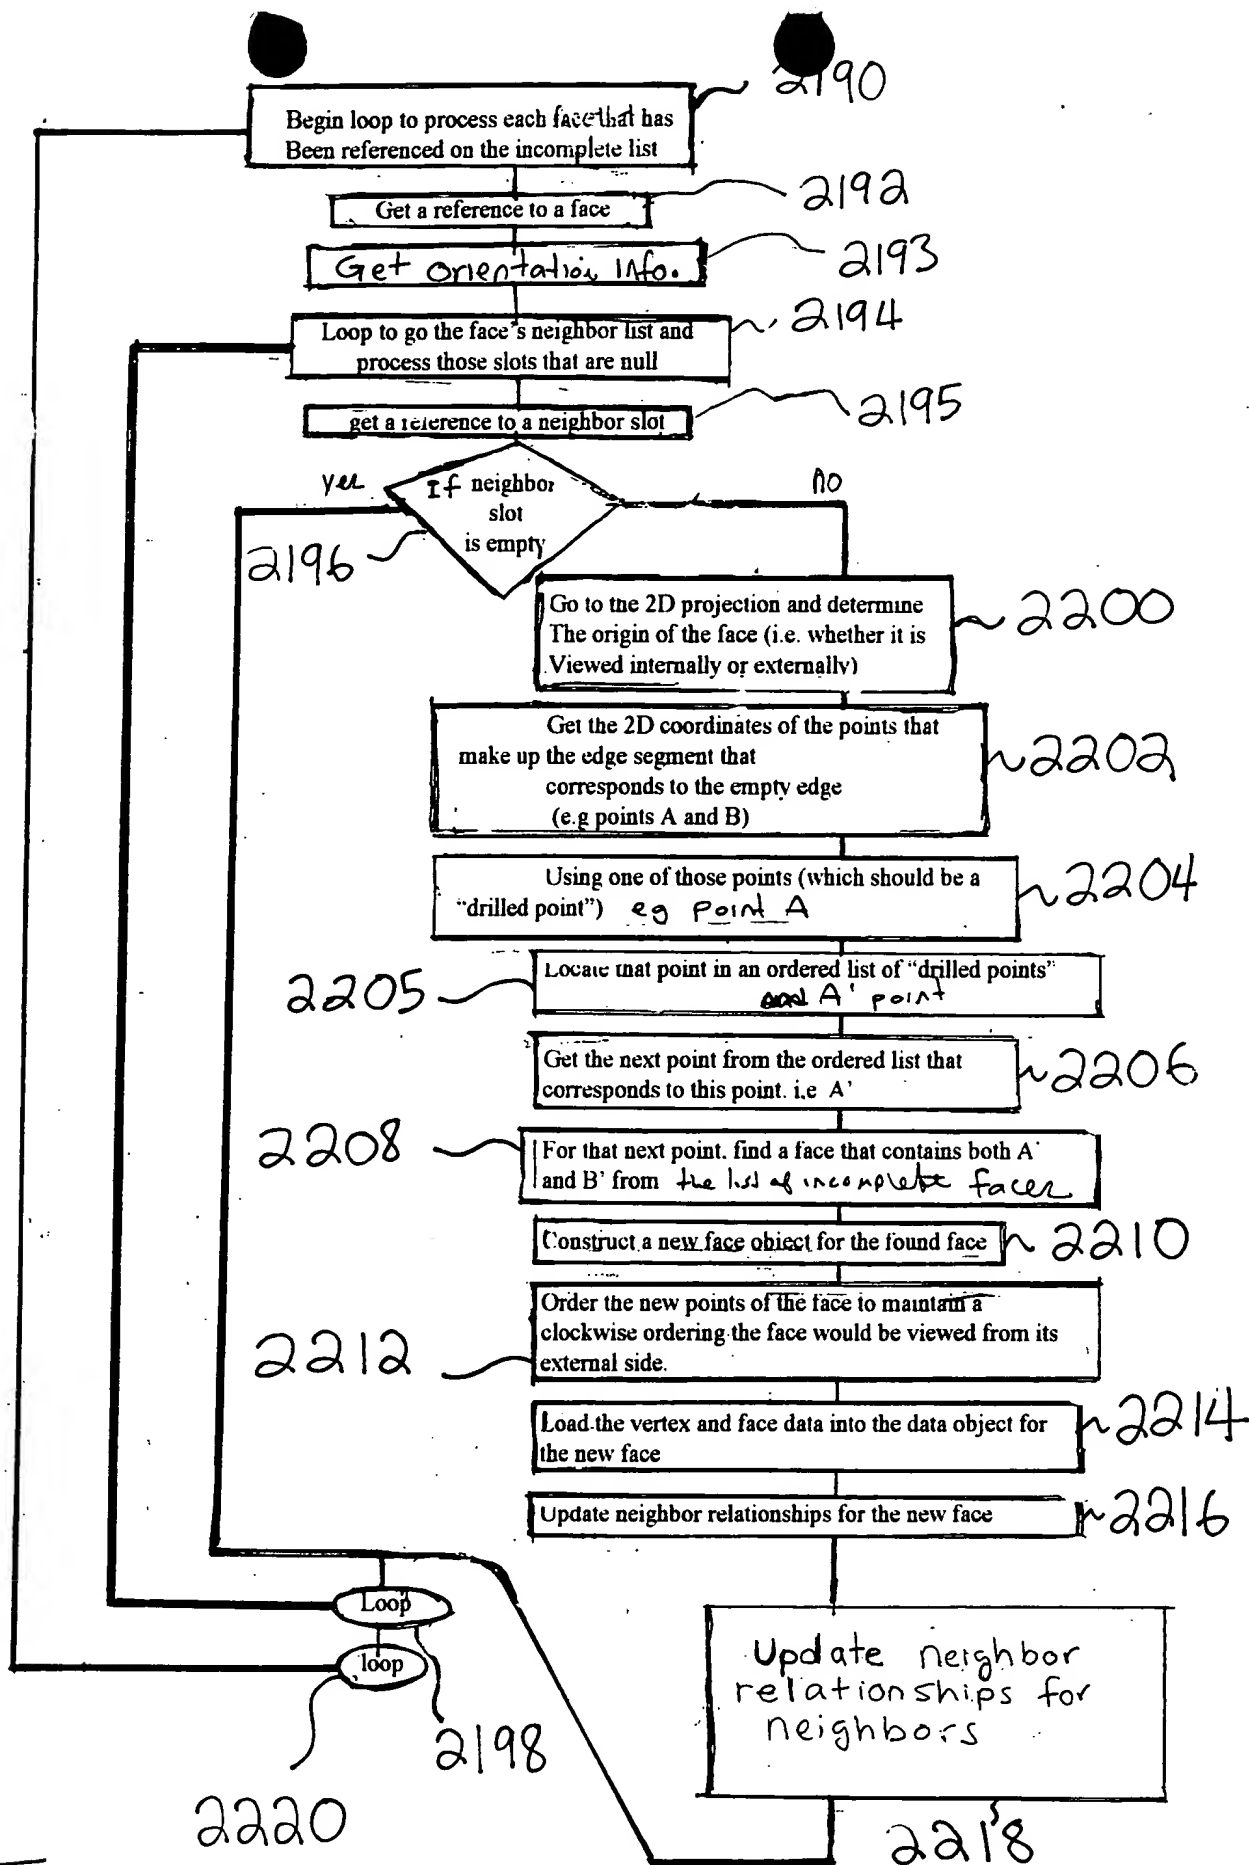 2190
Begin loop to process each face that has
Been referenced on the incomplete list
2192
Get a reference to a face
2193
Get orientation info.
2194
Loop to go the face's neighbor list and
process those slots that are null
2195
get a reference to a neighbor slot
yes
no
If neighbor
slot
is empty
2196
Go to the 2D projection and determine
The origin of the face (i.e. whether it is
Viewed internally or externally)
2200
Get the 2D coordinates of the points that
make up the edge segment that
corresponds to the empty edge
(e.g points A and B)
2202
Using one of those points (which should be a
"drilled point") eg point A
2204
Locate that point in an ordered list of "drilled points"
A' point
2205
Get the next point from the ordered list that
corresponds to this point. i.e A'
2206
2208
For that next point. find a face that contains both A'
and B' from the list of incomplete faces
Construct a new face object for the found face
2210
Order the new points of the face to maintain a
clockwise ordering the face would be viewed from its
external side.
2212
Load the vertex and face data into the data object for
the new face
2214
Update neighbor relationships for the new face
2216
Loop
loop
Update neighbor
relationships for
neighbors
2198
2220
2218